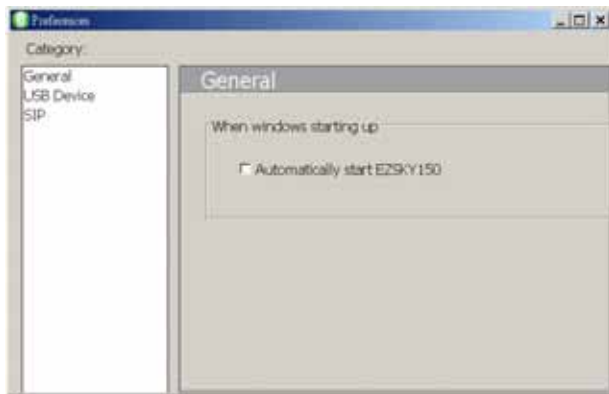 Preferences
Category:
General
USB Device
SIP
General
When windows starting up
Automatically start EZSKY150